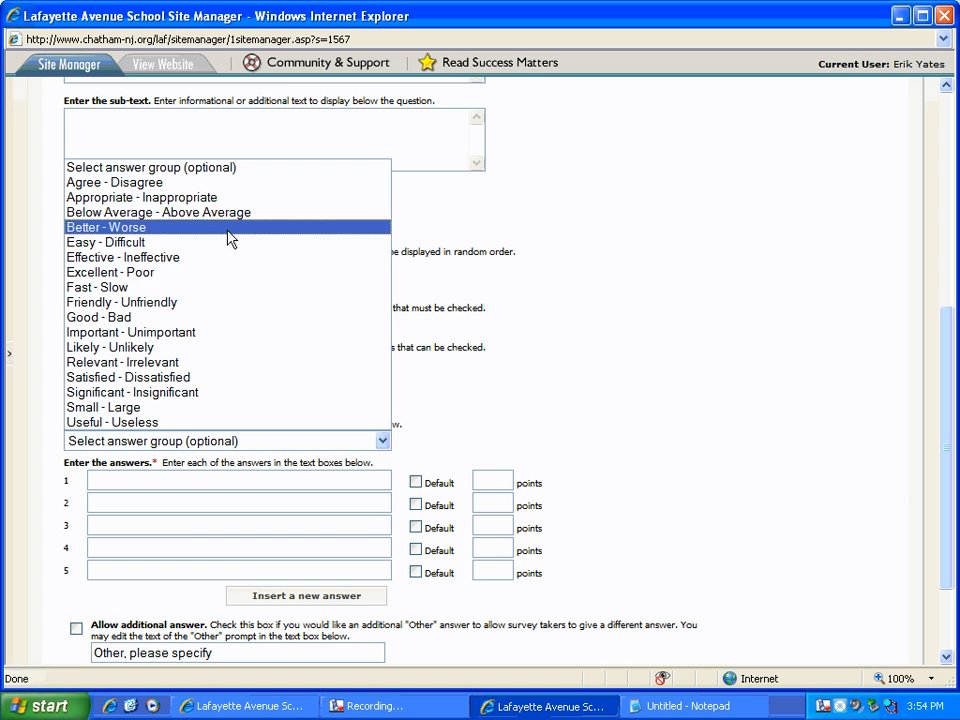 Lafayette Avenue School Site Manager - Windows Internet Explorer
http://www.chatham-nj.org/laf/sitemanager/1sitemanager.asp?s=1567
Site Manager
View Website
Community & Support
Read Success Matters
Current User: Erik Yates
Enter the sub-text. Enter informational or additional text to display below the question.
Select answer group (optional)
Agree - Disagree
Appropriate - Inappropriate
Below Average - Above Average
Better - Worse
Easy - Difficult
be displayed in random order.
Effective - Ineffective
Excellent - Poor
Fast - Slow
Friendly - Unfriendly
that must be checked.
Good - Bad
Important - Unimportant
Likely - Unlikely
s that can be checked.
Relevant - Irrelevant
Satisfied - Dissatisfied
Significant - Insignificant
Small - Large
Useful - Useless
w.
Select answer group (optional)
Enter the answers.* Enter each of the answers in the text boxes below.
1 Default points
2 Default points
3 Default points
4 Default points
5 Default points
Insert a new answer
Allow additional answer. Check this box if you would like an additional "Other" answer to allow survey takers to give a different answer. You
may edit the text of the "Other" prompt in the text box below.
Other, please specify
Done
Internet
100%
start
Lafayette Avenue Sc...
Recording...
Lafayette Avenue Sc...
Untitled - Notepad
3:54 PM